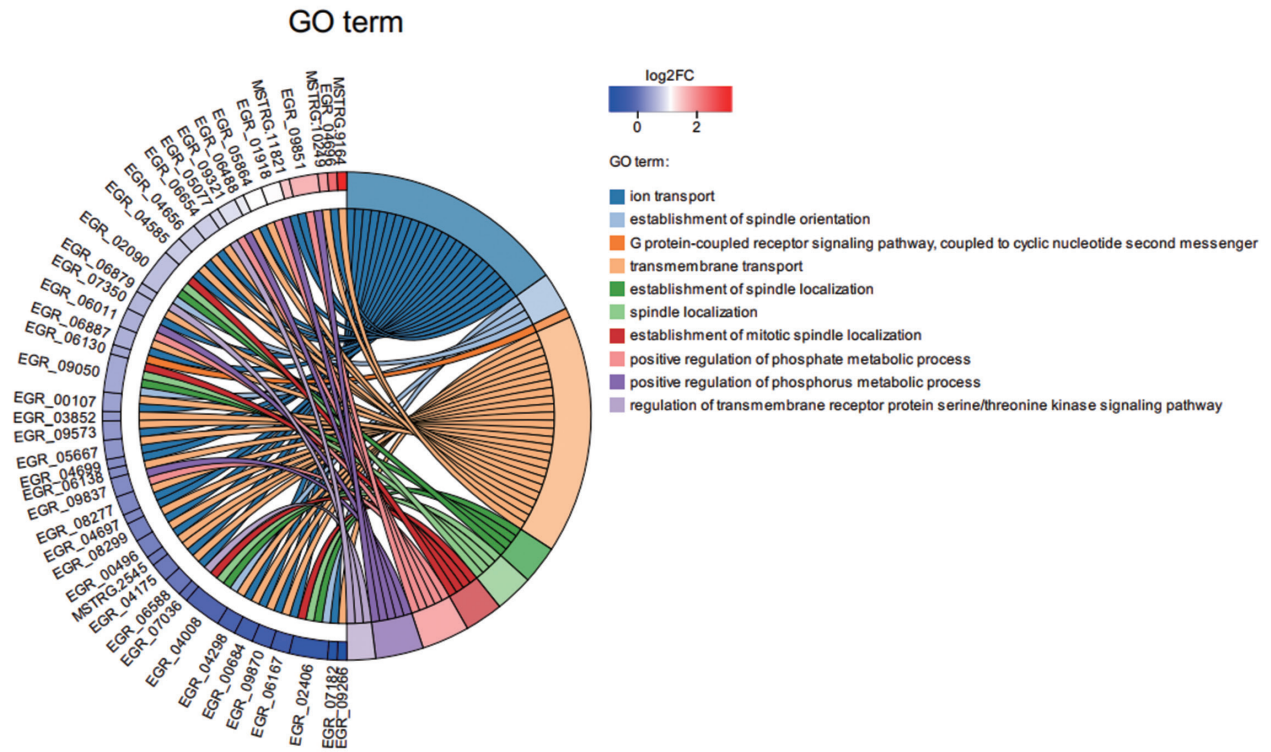 GO term
log2FC
0 2
GO term:
ion transport
establishment of spindle orientation
G protein-coupled receptor signaling pathway, coupled to cyclic nucleotide second messenger
transmembrane transport
establishment of spindle localization
spindle localization
establishment of mitotic spindle localization
positive regulation of phosphate metabolic process
positive regulation of phosphorus metabolic process
regulation of transmembrane receptor protein serine/threonine kinase signaling pathway
MSTRG.9164
EGR_04696
MSTRG.10249
EGR_09851
MSTRG.11821
EGR_01918
EGR_05864
EGR_06488
EGR_09321
EGR_05077
EGR_06654
EGR_04656
EGR_04585
EGR_02090
EGR_06879
EGR_07350
EGR_06011
EGR_06887
EGR_06130
EGR_09050
EGR_00107
EGR_03852
EGR_09573
EGR_05667
EGR_04699
EGR_06138
EGR_09837
EGR_08277
EGR_04697
EGR_08299
EGR_00496
MSTRG.2545
EGR_04175
EGR_06588
EGR_07036
EGR_04008
EGR_04298
EGR_00684
EGR_09870
EGR_06167
EGR_02406
EGR_07182
EGR_09266